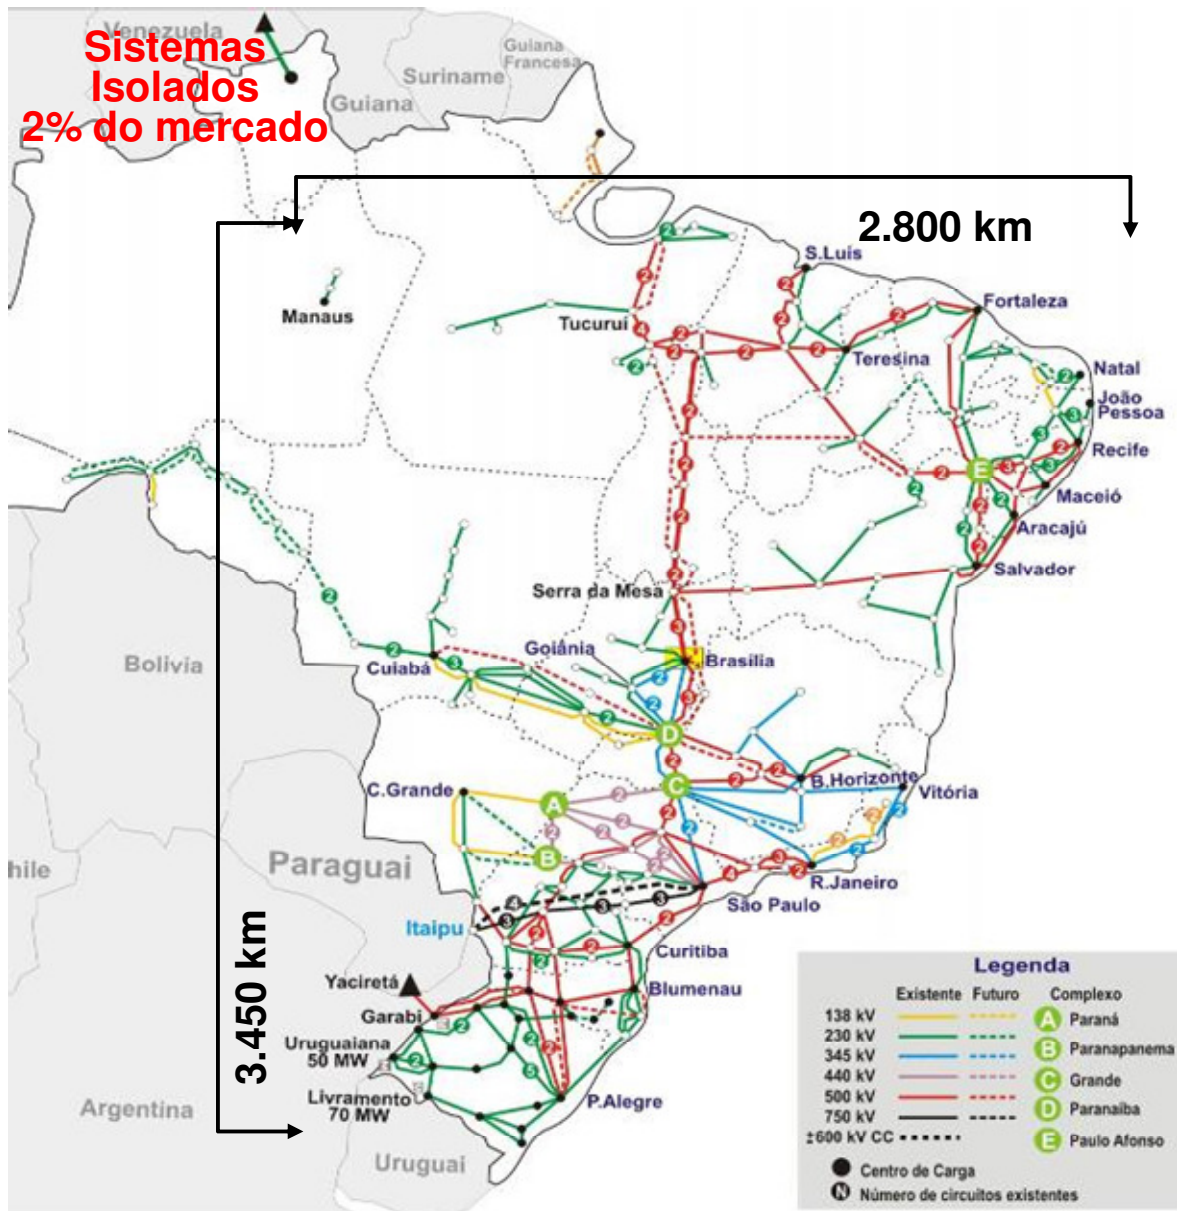 Venezuela
Sistemas
Isolados
2% do mercado
Guiana
Suriname
Guiana
Francesa
2.800 km
3.450 km
S.Luís
Fortaleza
Manaus
Tucuruí
Teresina
Natal
João
Pessoa
Recife
Maceió
Aracajú
Salvador
Serra da Mesa
Bolivia
Cuiabá
Goiânia
Brasília
B.Horizonte
Vitória
C.Grande
Paraguai
hile
R.Janeiro
São Paulo
Itaipu
Curitiba
Yaciretá
Blumenau
Garabi
Uruguaiana
50 MW
Livramento
70 MW
P.Alegre
Argentina
Uruguai
A
B
C
D
E
Legenda
Existente Futuro Complexo
138 kV A Paraná
230 kV
345 kV B Paranapanema
440 kV C Grande
500 kV D Paranaíba
750 kV
±600 kV CC E Paulo Afonso
Centro de Carga
N Número de circuitos existentes